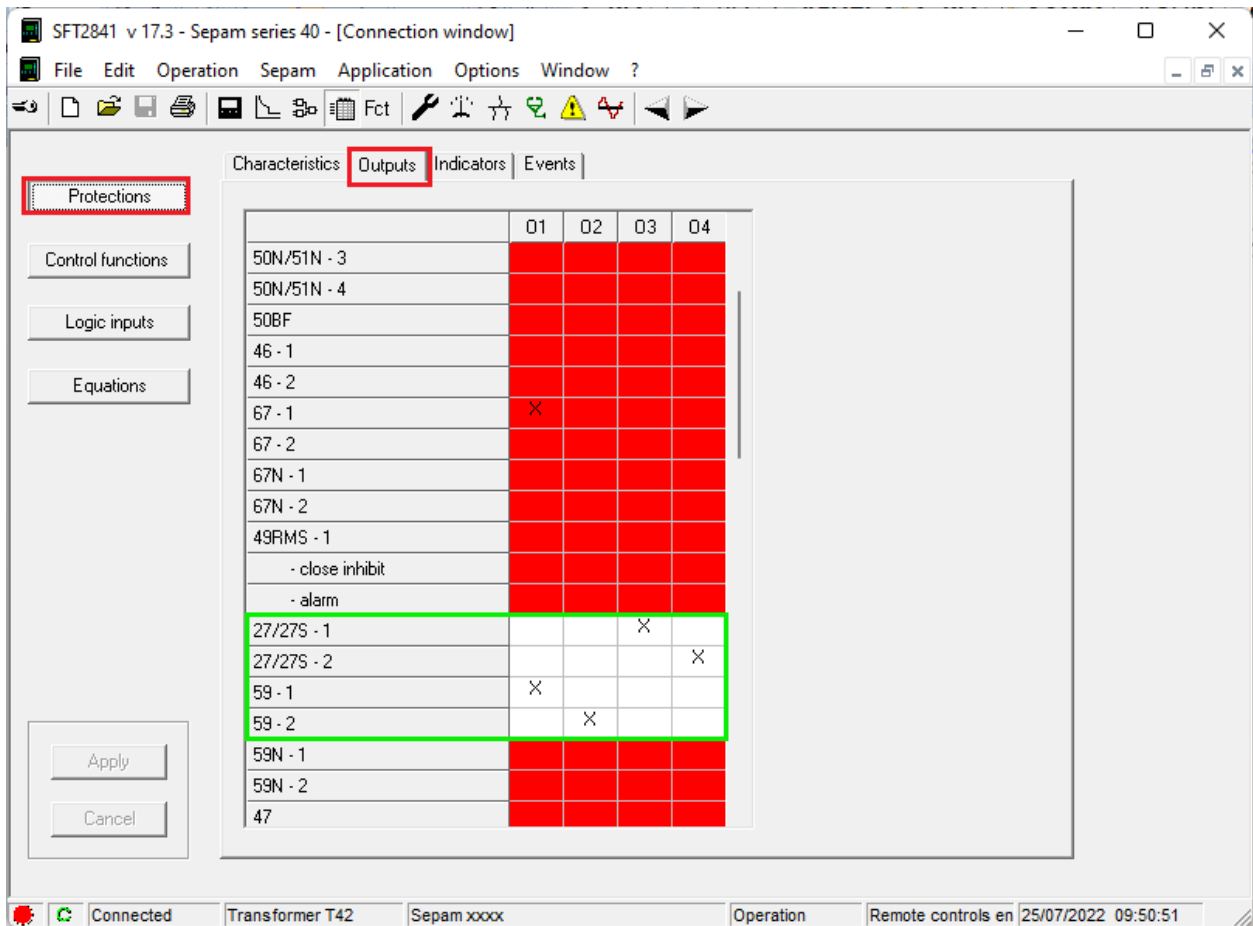 SFT2841 v 17.3 - Sepam series 40 - [Connection window]
File Edit Operation Sepam Application Options Window ?
Fct
Characteristics Outputs Indicators Events
Protections
Control functions
Logic inputs
Equations
O1 O2 O3 O4
50N/51N - 3
50N/51N - 4
50BF
46 - 1
46 - 2
67 - 1 X
67 - 2
67N - 1
67N - 2
49RMS - 1
- close inhibit
- alarm
27/27S - 1 X
27/27S - 2 X
59 - 1 X
59 - 2 X
59N - 1
59N - 2
47
Apply
Cancel
Connected Transformer T42 Sepam xxxx Operation Remote controls en 25/07/2022 09:50:51